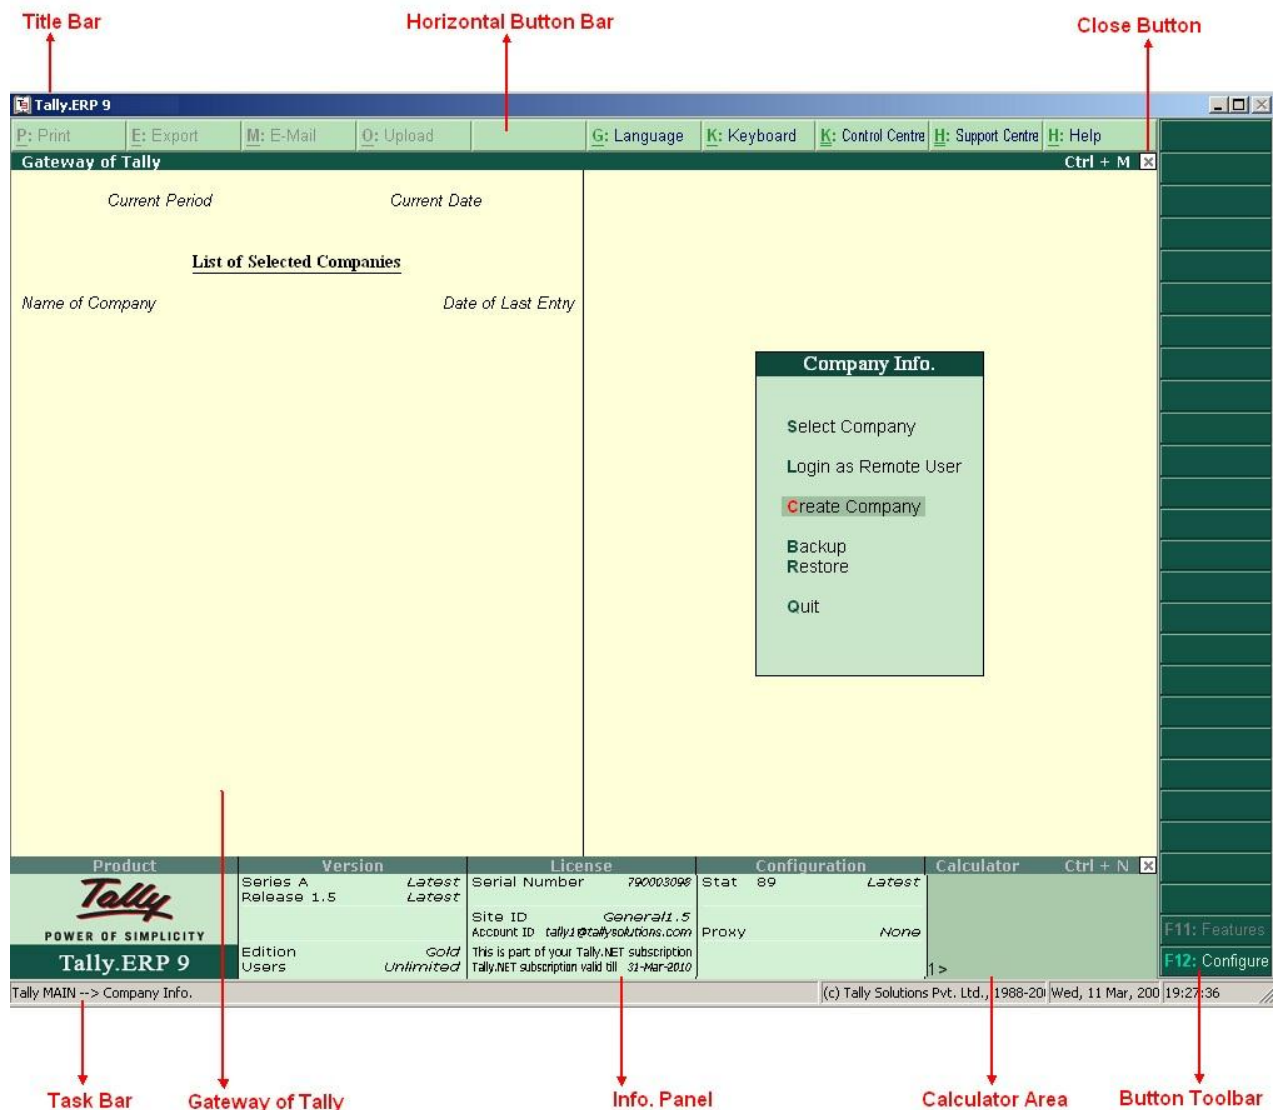 Title Bar
Horizontal Button Bar
Close Button
Tally.ERP 9
P: Print E: Export M: E-Mail O: Upload G: Language K: Keyboard K: Control Centre H: Support Centre H: Help
Gateway of Tally Ctrl + M
Current Period Current Date
List of Selected Companies
Name of Company Date of Last Entry
Company Info.
Select Company
Login as Remote User
Create Company
Backup
Restore
Quit
Product Version License Configuration Calculator Ctrl + N
Tally
POWER OF SIMPLICITY
Tally.ERP 9
Series A Latest
Release 1.5 Latest
Edition Gold
Users Unlimited
Serial Number 790003098
Site ID General1.5
Account ID tally1@tallysolutions.com
This is part of your Tally.NET subscription
Tally.NET subscription valid till 31-Mar-2010
Stat 89 Latest
Proxy None
1 >
F11: Features
F12: Configure
Tally MAIN --> Company Info. (c) Tally Solutions Pvt. Ltd., 1988-20 Wed, 11 Mar, 200 19:27:36
Task Bar
Gateway of Tally
Info. Panel
Calculator Area
Button Toolbar